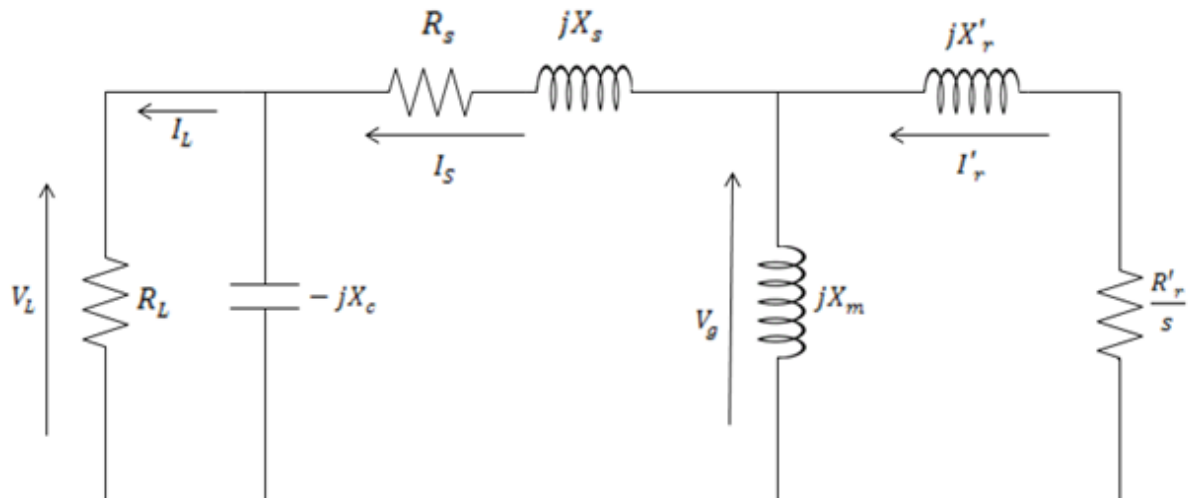 R_s
jX_s
jX'_r
I_L
I_S
I'_r
V_L
R_L
-jX_c
V_g
jX_m
R'_r
s